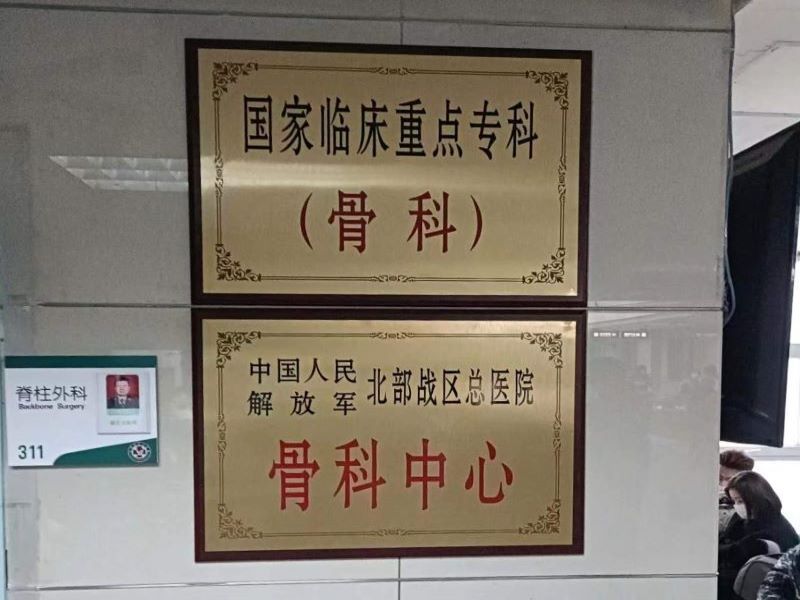 国家临床重点专科
（骨科）
中国人民
解放军
北部战区总医院
骨科中心
脊柱外科
Backbone Surgery
311